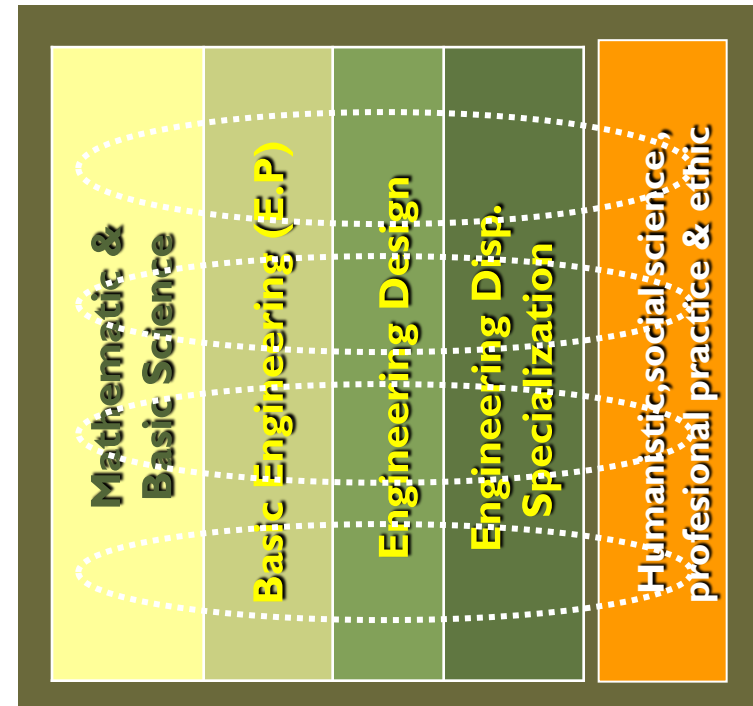 Mathematic &
Basic Science
Basic Engineering (E.P)
Engineering Design
Engineering Disp.
Specialization
Humanistic,social science,
profesional practice & ethic